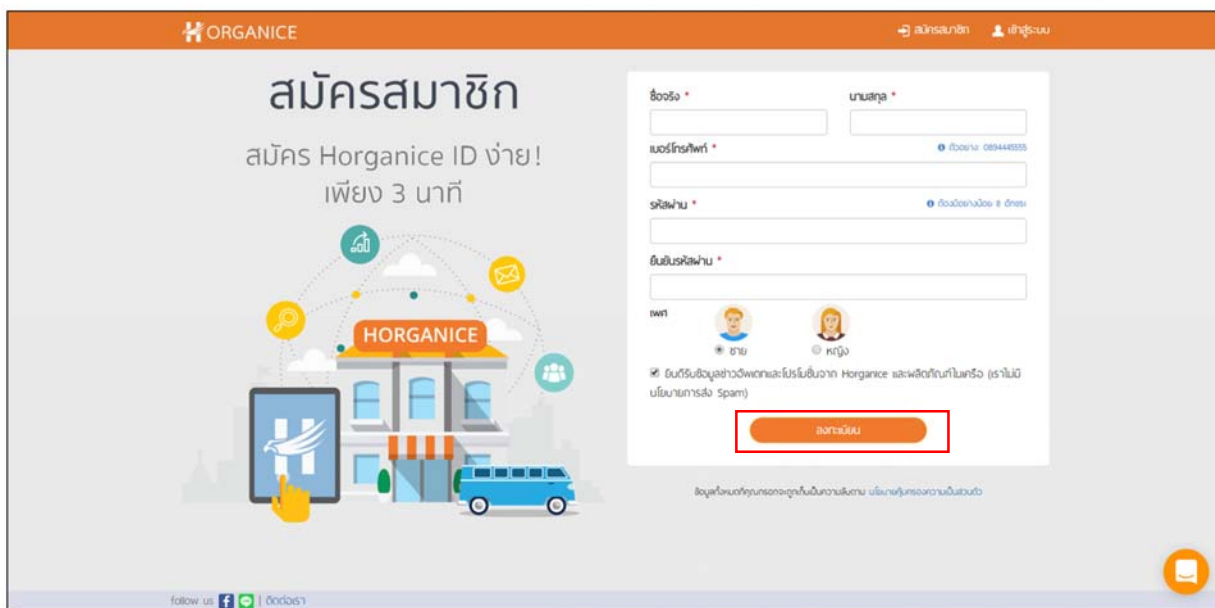 HORGANICE
สมัครสมาชิก
เข้าสู่ระบบ
สมัครสมาชิก
สมัคร Horganice ID ง่าย!
เพียง 3 นาที
HORGANICE
H
ชื่อจริง *
นามสกุล *
เบอร์โทรศัพท์ *
ตัวอย่าง 0894445555
รหัสผ่าน *
ต้องมีอย่างน้อย 8 อักษร
ยืนยันรหัสผ่าน *
เพศ
ชาย
หญิง
ยินดีรับข้อมูลข่าวอัพเดทและโปรโมชั่นจาก Horganice และผลิตภัณฑ์ในเครือ (เราไม่มี
นโยบายการส่ง Spam)
ลงทะเบียน
ข้อมูลทั้งหมดที่คุณกรอกจะถูกเก็บเป็นความลับตาม นโยบายคุ้มครองความเป็นส่วนตัว
follow us | ติดต่อเรา